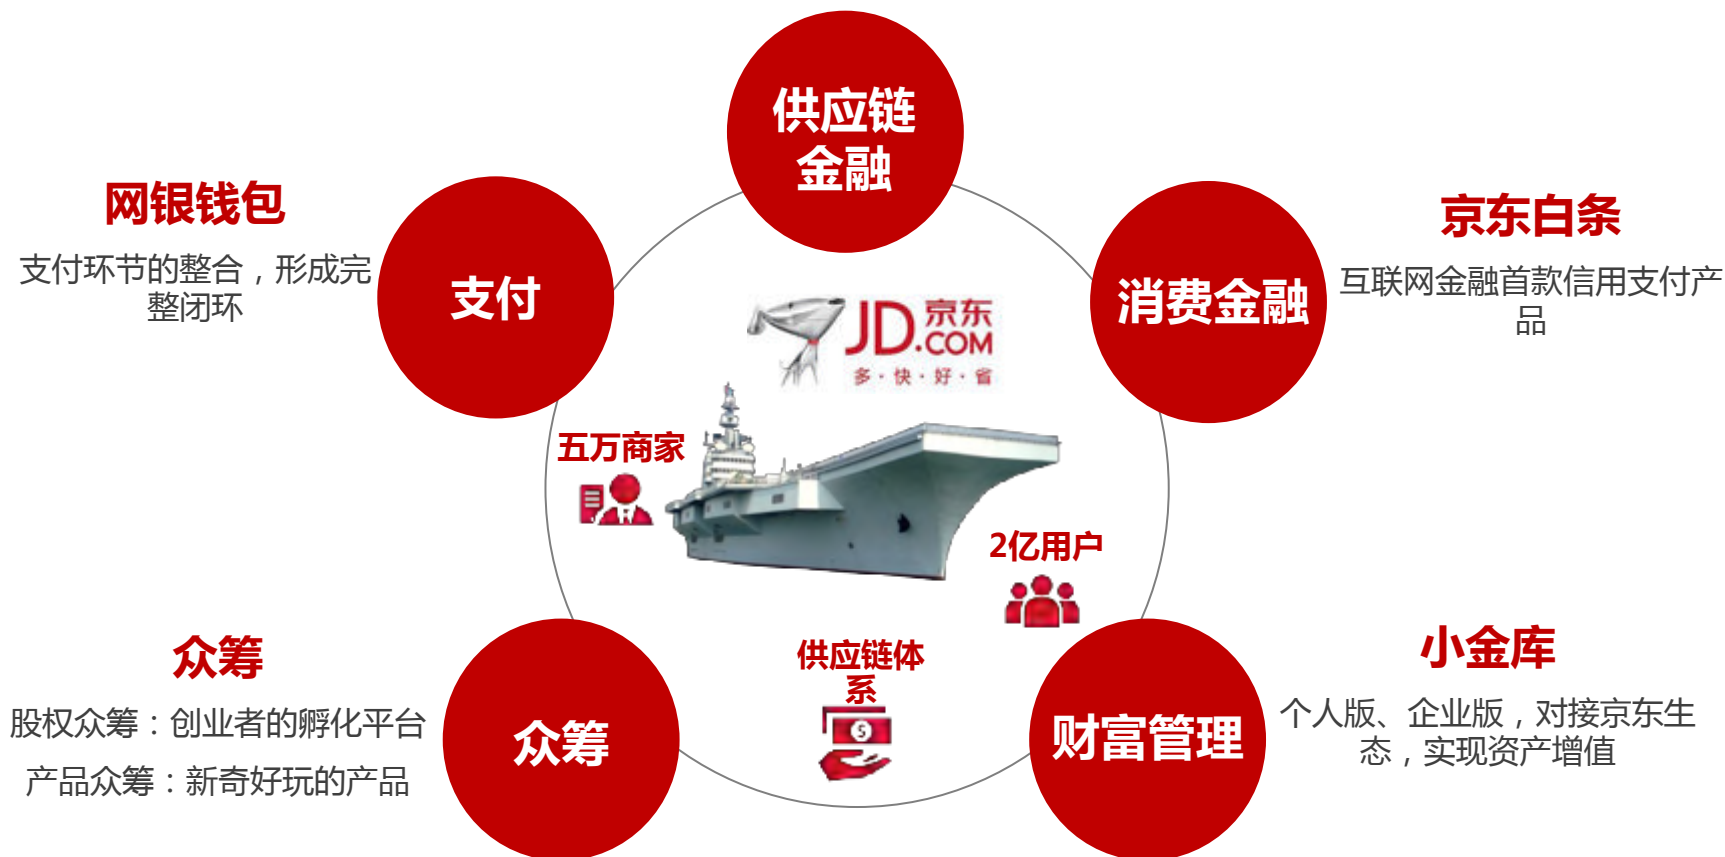 供应链
金融
网银钱包
支付环节的整合，形成完
整闭环
支付
消费金融
京东白条
互联网金融首款信用支付产
品
JD.COM 京东
多·快·好·省
五万商家
2亿用户
供应链体
系
众筹
股权众筹：创业者的孵化平台
产品众筹：新奇好玩的产品
众筹
财富管理
小金库
个人版、企业版，对接京东生
态，实现资产增值